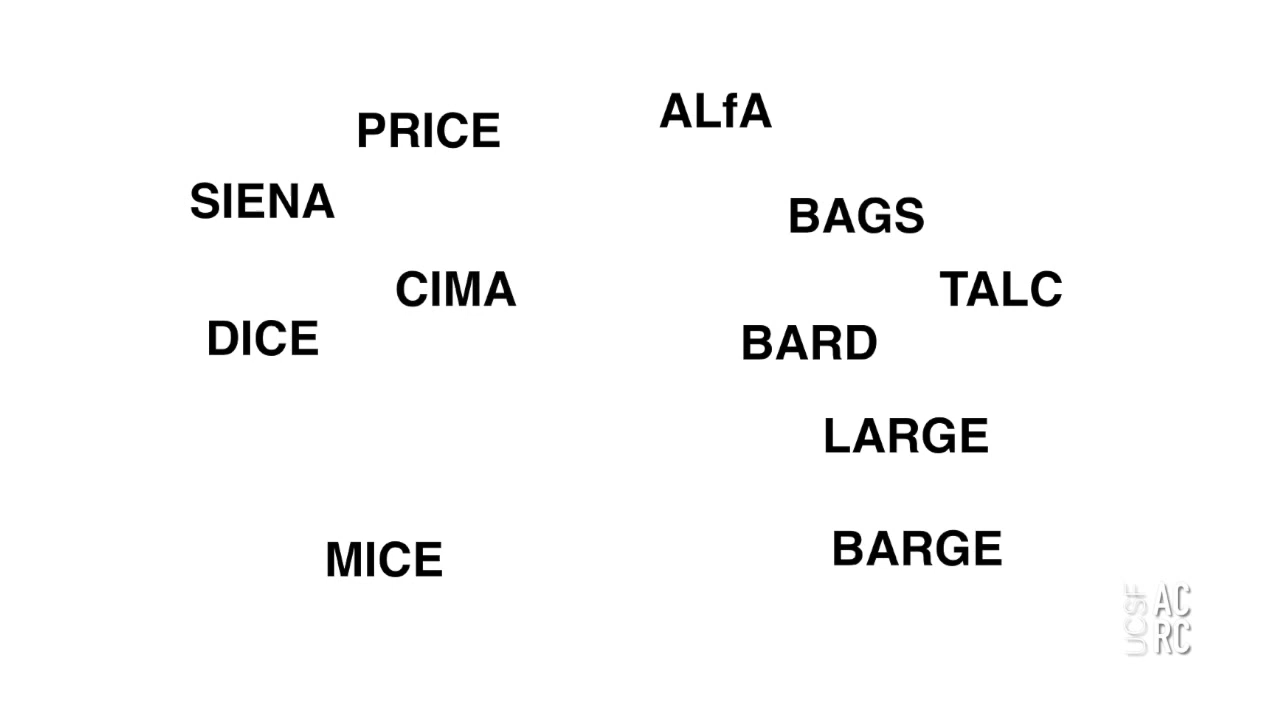 ALfA
PRICE
SIENA
BAGS
CIMA
TALC
DICE
BARD
LARGE
MICE
BARGE
UCSF
AC
RC